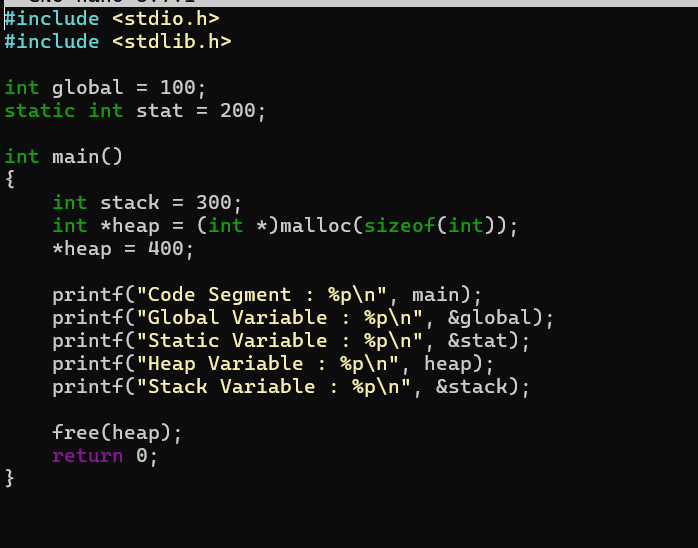 #include <stdio.h>
#include <stdlib.h>
int global = 100;
static int stat = 200;
int main()
{
    int stack = 300;
    int *heap = (int *)malloc(sizeof(int));
    *heap = 400;
    printf("Code Segment : %p\n", main);
    printf("Global Variable : %p\n", &global);
    printf("Static Variable : %p\n", &stat);
    printf("Heap Variable : %p\n", heap);
    printf("Stack Variable : %p\n", &stack);
    free(heap);
    return 0;
}